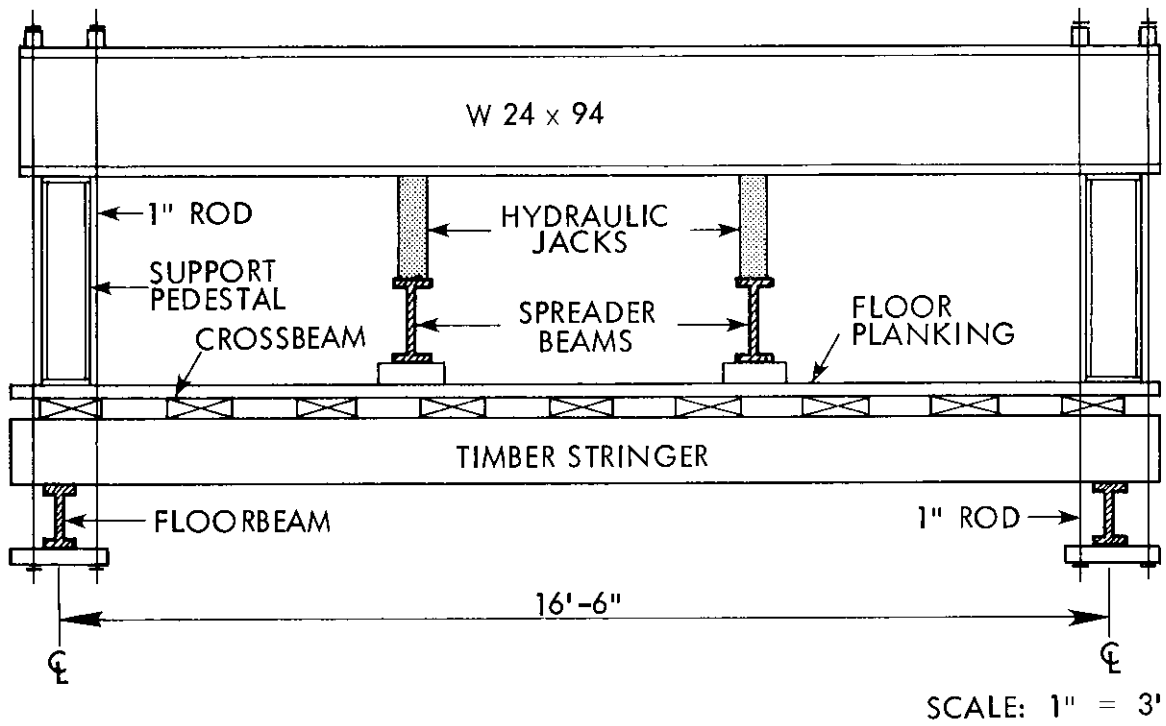 W 24 x 94
1" ROD
HYDRAULIC
JACKS
SUPPORT
PEDESTAL
SPREADER
BEAMS
FLOOR
PLANKING
CROSSBEAM
TIMBER STRINGER
FLOORBEAM
1" ROD
16'-6"
℄
℄
SCALE: 1" = 3'